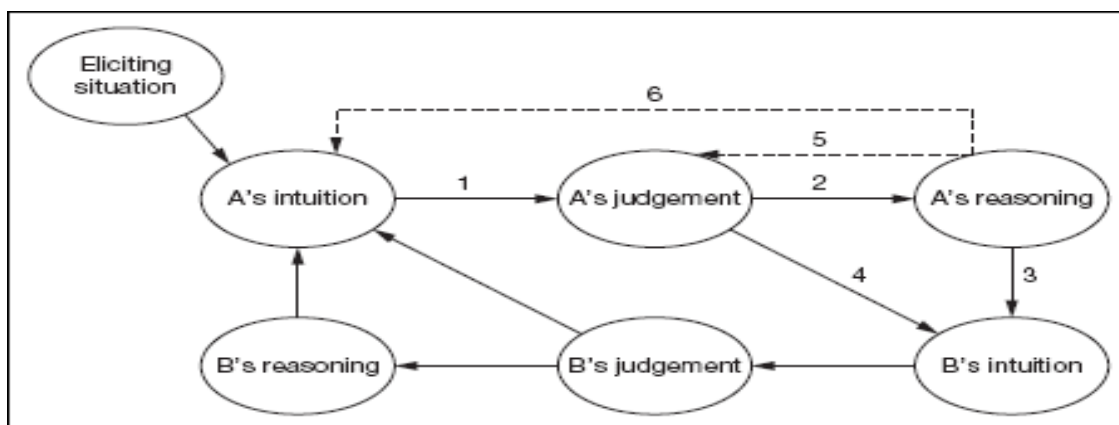 Eliciting
situation
6
5
A's intuition
1
A's judgement
2
A's reasoning
4
3
B's reasoning
B's judgement
B's intuition